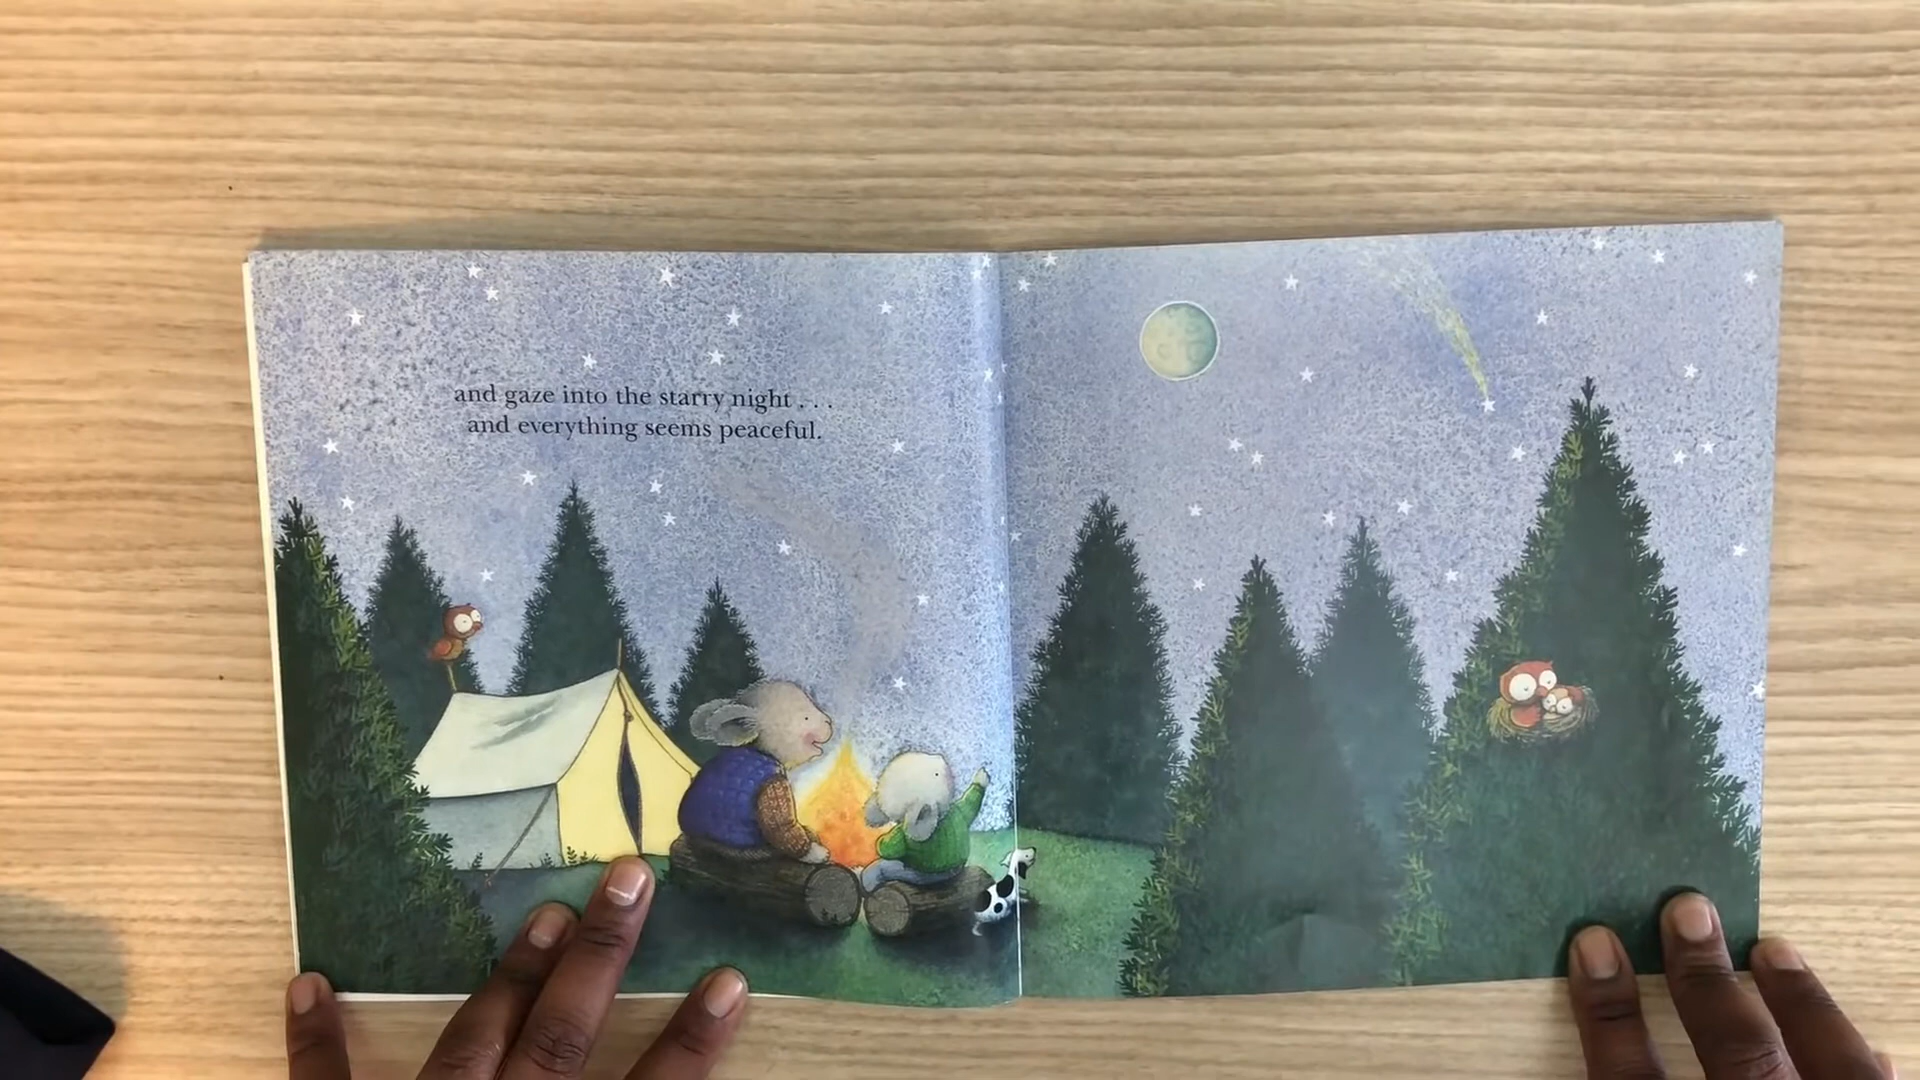 and gaze into the starry night . . .
and everything seems peaceful.